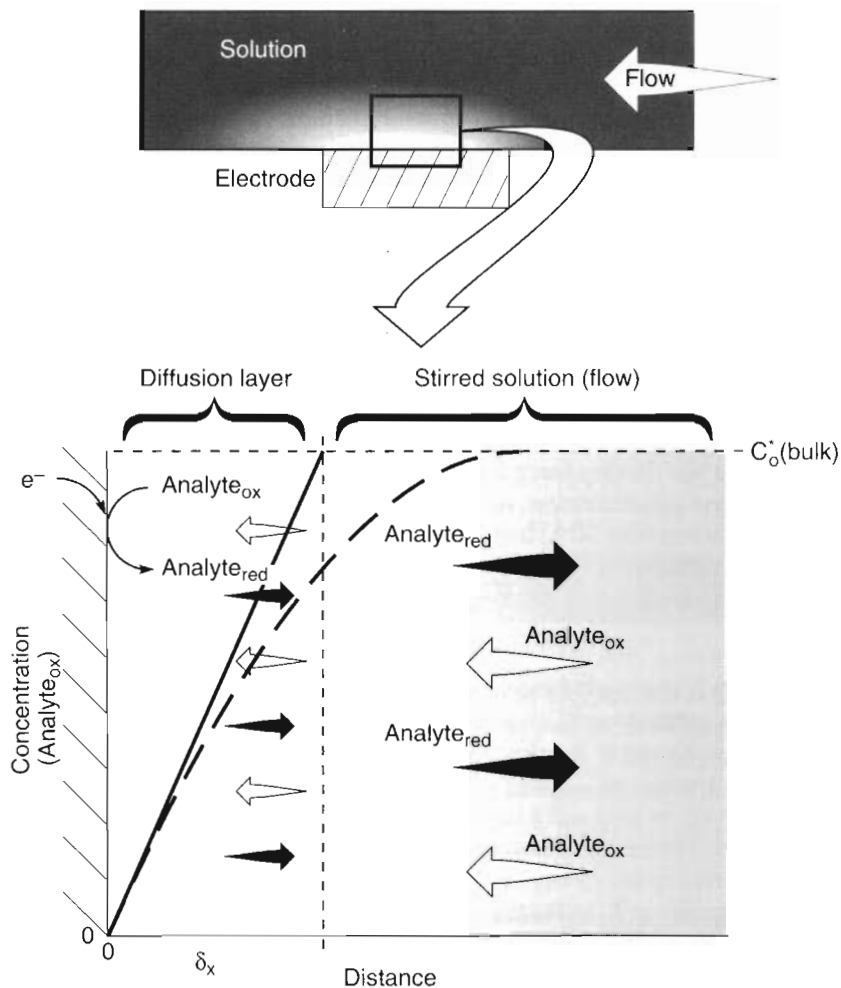 Solution
Flow
Electrode
Diffusion layer
Stirred solution (flow)
C*o(bulk)
e−
Analyteox
Analytered
Analytered
Analyteox
Analytered
Analyteox
Concentration
(Analyteox)
0
0
δx
Distance